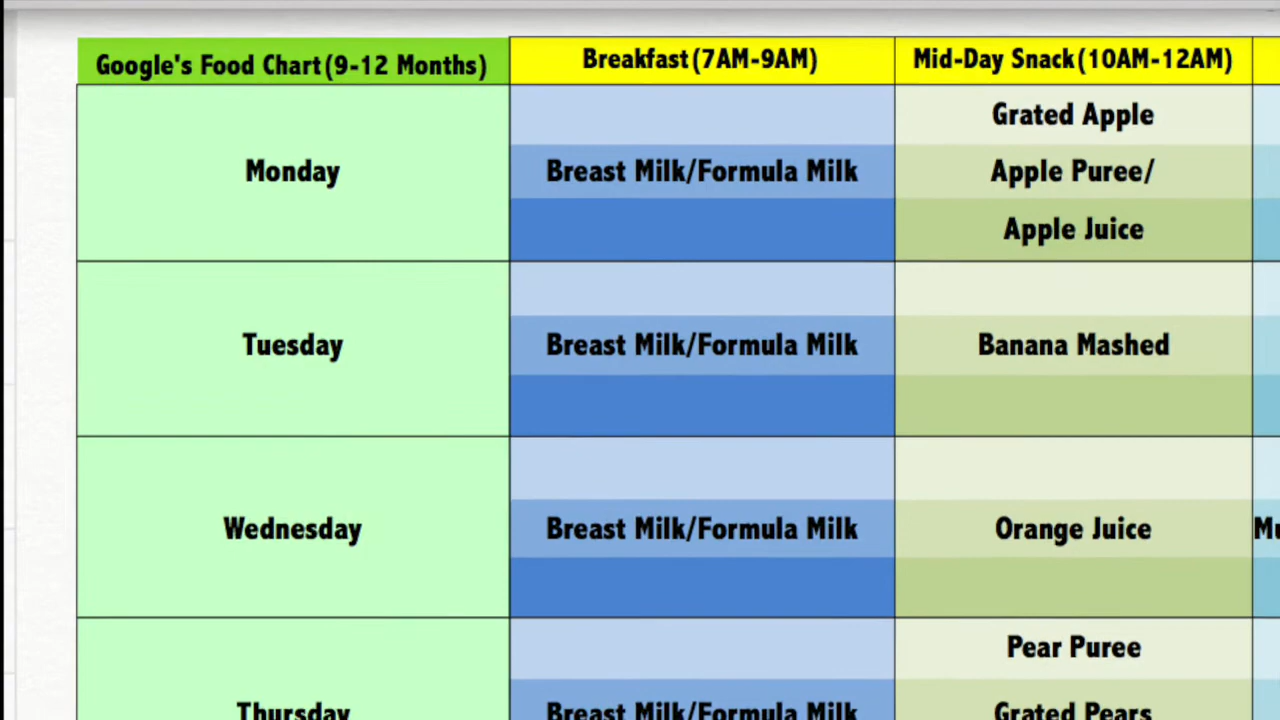 Google's Food Chart(9-12 Months) Breakfast(7AM-9AM) Mid-Day Snack(10AM-12AM)
Grated Apple
Monday Breast Milk/Formula Milk Apple Puree/
Apple Juice
Tuesday Breast Milk/Formula Milk Banana Mashed
Wednesday Breast Milk/Formula Milk Orange Juice
Pear Puree
Thursday Breast Milk/Formula Milk Grated Pears